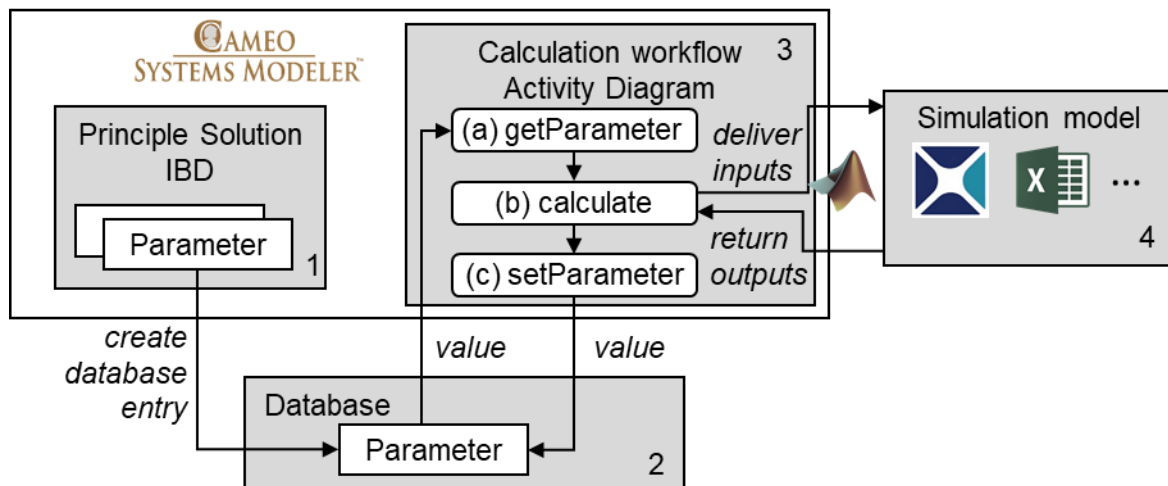 CAMEO
SYSTEMS MODELER™
Principle Solution
IBD
Parameter
1
Calculation workflow
Activity Diagram
3
(a) getParameter
(b) calculate
(c) setParameter
deliver
inputs
return
outputs
Simulation model
X
...
4
create
database
entry
value
value
Database
Parameter
2